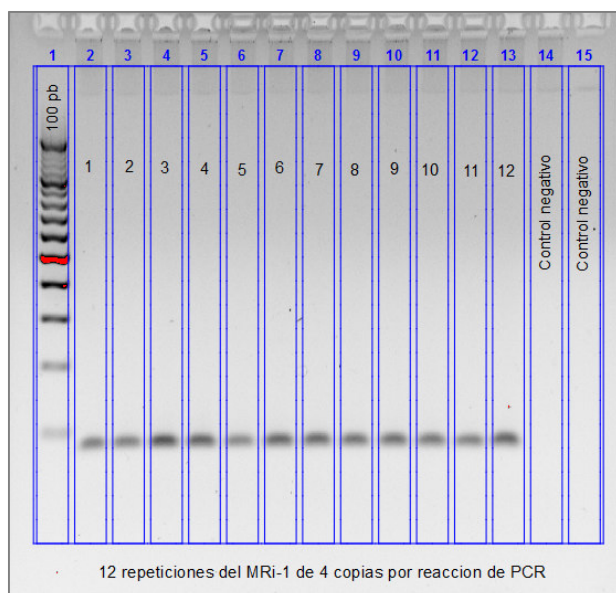 1 2 3 4 5 6 7 8 9 10 11 12 13 14 15
100 pb
1 2 3 4 5 6 7 8 9 10 11 12
Control negativo
Control negativo
12 repeticiones del MRi-1 de 4 copias por reaccion de PCR